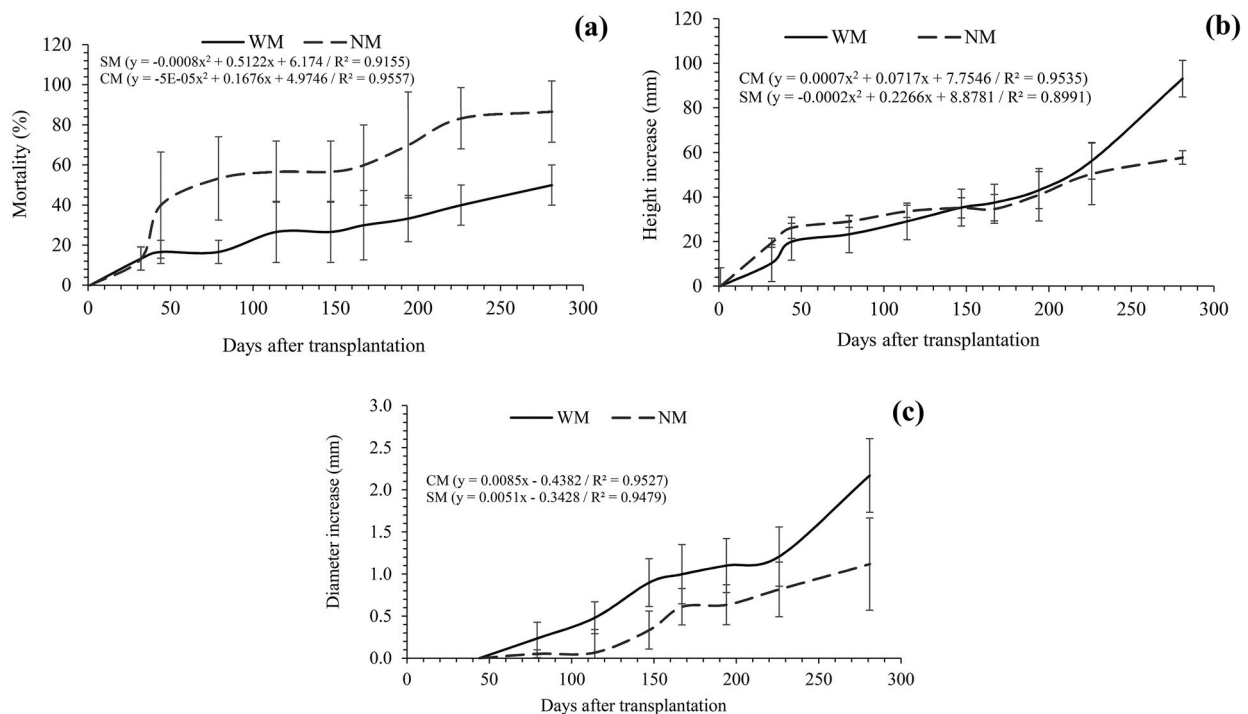 (a)
WM NM
SM (y = -0.0008x² + 0.5122x + 6.174 / R² = 0.9155)
CM (y = -5E-05x² + 0.1676x + 4.9746 / R² = 0.9557)
120
100
80
60
40
20
0
Mortality (%)
0 50 100 150 200 250 300
Days after transplantation
(b)
WM NM
CM (y = 0.0007x² + 0.0717x + 7.7546 / R² = 0.9535)
SM (y = -0.0002x² + 0.2266x + 8.8781 / R² = 0.8991)
120
100
80
60
40
20
0
Height increase (mm)
0 50 100 150 200 250 300
Days after transplantation
(c)
WM NM
CM (y = 0.0085x - 0.4382 / R² = 0.9527)
SM (y = 0.0051x - 0.3428 / R² = 0.9479)
3.0
2.5
2.0
1.5
1.0
0.5
0.0
Diameter increase (mm)
0 50 100 150 200 250 300
Days after transplantation